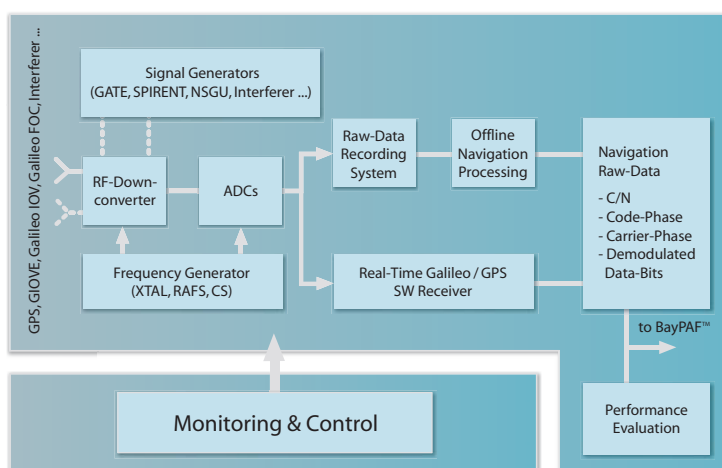 GPS, GIOVE, Galileo IOV, Galileo FOC, Interferer ...
Signal Generators
(GATE, SPIRENT, NSGU, Interferer ...)
RF-Down-
converter
ADCs
Frequency Generator
(XTAL, RAFS, CS)
Raw-Data
Recording
System
Offline
Navigation
Processing
Real-Time Galileo / GPS
SW Receiver
Navigation
Raw-Data
- C/N
- Code-Phase
- Carrier-Phase
- Demodulated
Data-Bits
to BayPAF™
Performance
Evaluation
Monitoring & Control